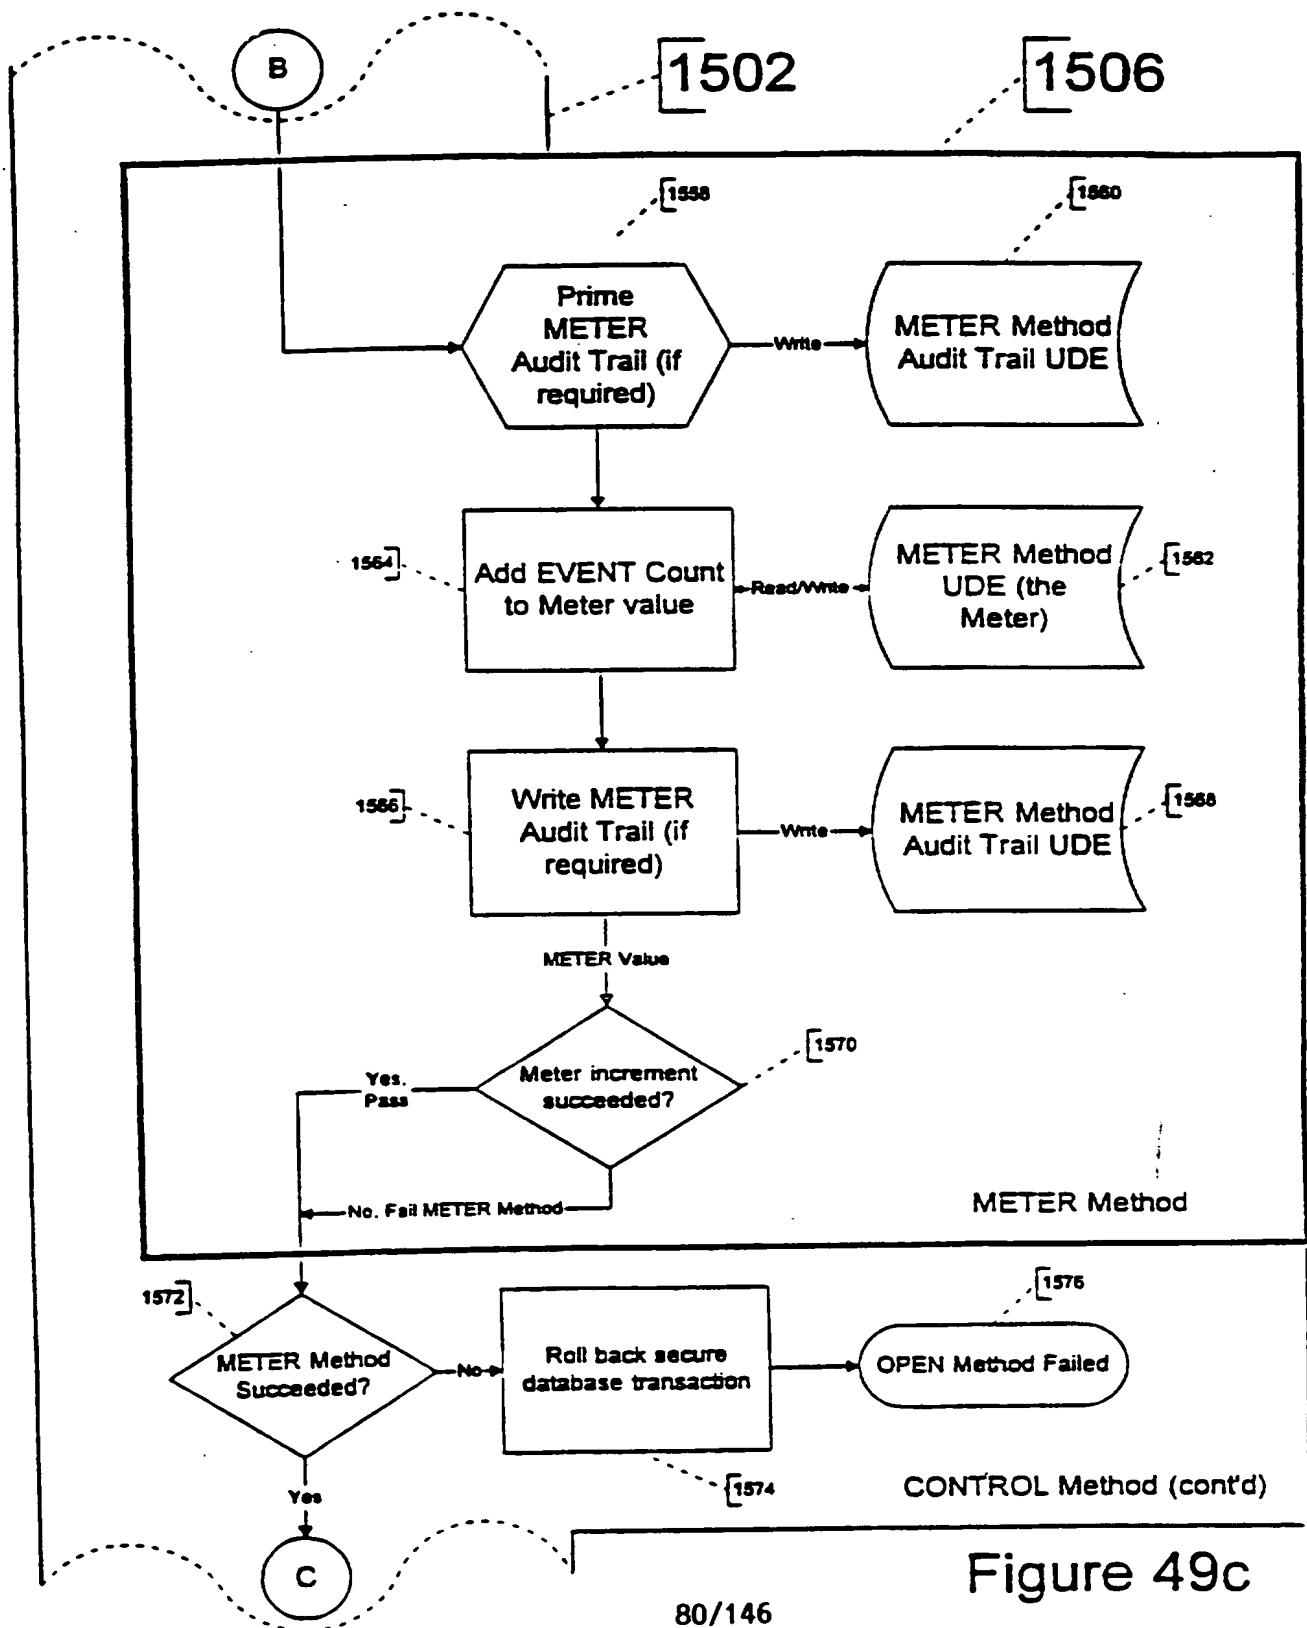 B
1502
1506
1558
1560
Prime
METER
Audit Trail (if
required)
Write
METER Method
Audit Trail UDE
1564
Add EVENT Count
to Meter value
Read/Write
METER Method
UDE (the
Meter)
1562
1566
Write METER
Audit Trail (if
required)
Write
METER Method
Audit Trail UDE
1568
METER Value
Meter increment
succeeded?
1570
Yes.
Pass
No. Fail METER Method
METER Method
1572
METER Method
Succeeded?
No
Roll back secure
database transaction
1574
OPEN Method Failed
1576
Yes
CONTROL Method (cont'd)
C
Figure 49c
80/146